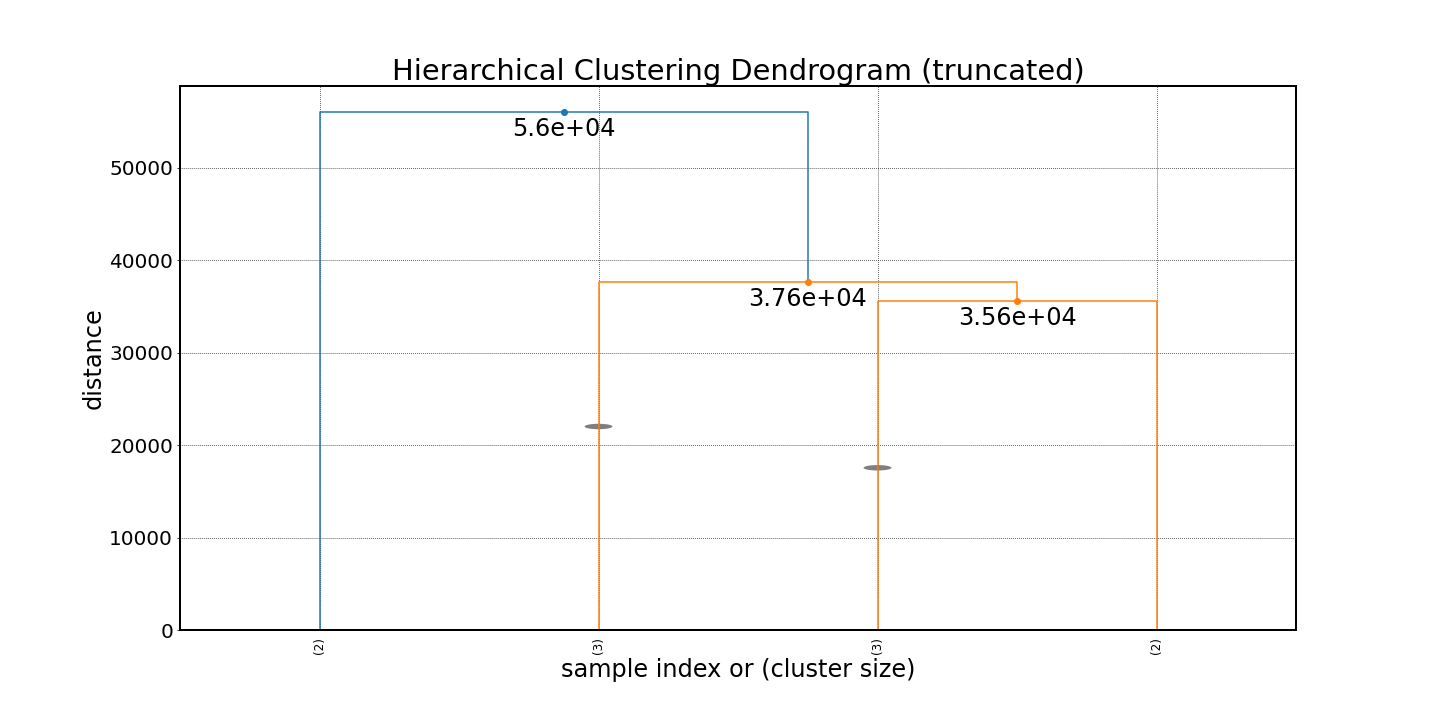 Hierarchical Clustering Dendrogram (truncated)
5.6e+04
50000
40000
3.76e+04
3.56e+04
distance
30000
20000
10000
0
(2)
(3)
(3)
(2)
sample index or (cluster size)